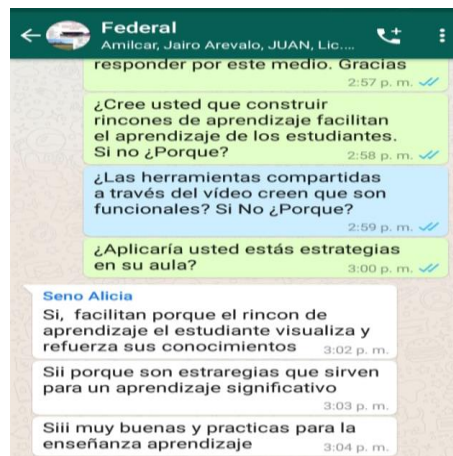 Federal
Amilcar, Jairo Arevalo, JUAN, Lic....
responder por este medio. Gracias
2:57 p. m.
¿Cree usted que construir
rincones de aprendizaje facilitan
el aprendizaje de los estudiantes.
Si no ¿Porque?
2:58 p. m.
¿Las herramientas compartidas
a través del vídeo creen que son
funcionales? Si No ¿Porque?
2:59 p. m.
¿Aplicaría usted estás estrategias
en su aula?
3:00 p. m.
Seno Alicia
Si, facilitan porque el rincon de
aprendizaje el estudiante visualiza y
refuerza sus conocimientos
3:02 p. m.
Sii porque son estraregias que sirven
para un aprendizaje significativo
3:03 p. m.
Siii muy buenas y practicas para la
enseñanza aprendizaje
3:04 p. m.